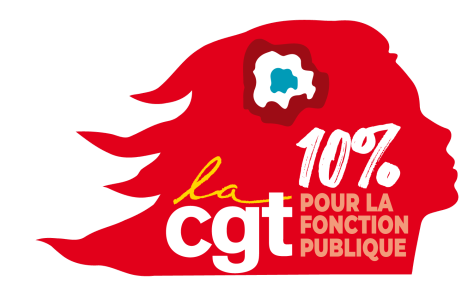 10%
la
cgt
POUR LA
FONCTION
PUBLIQUE